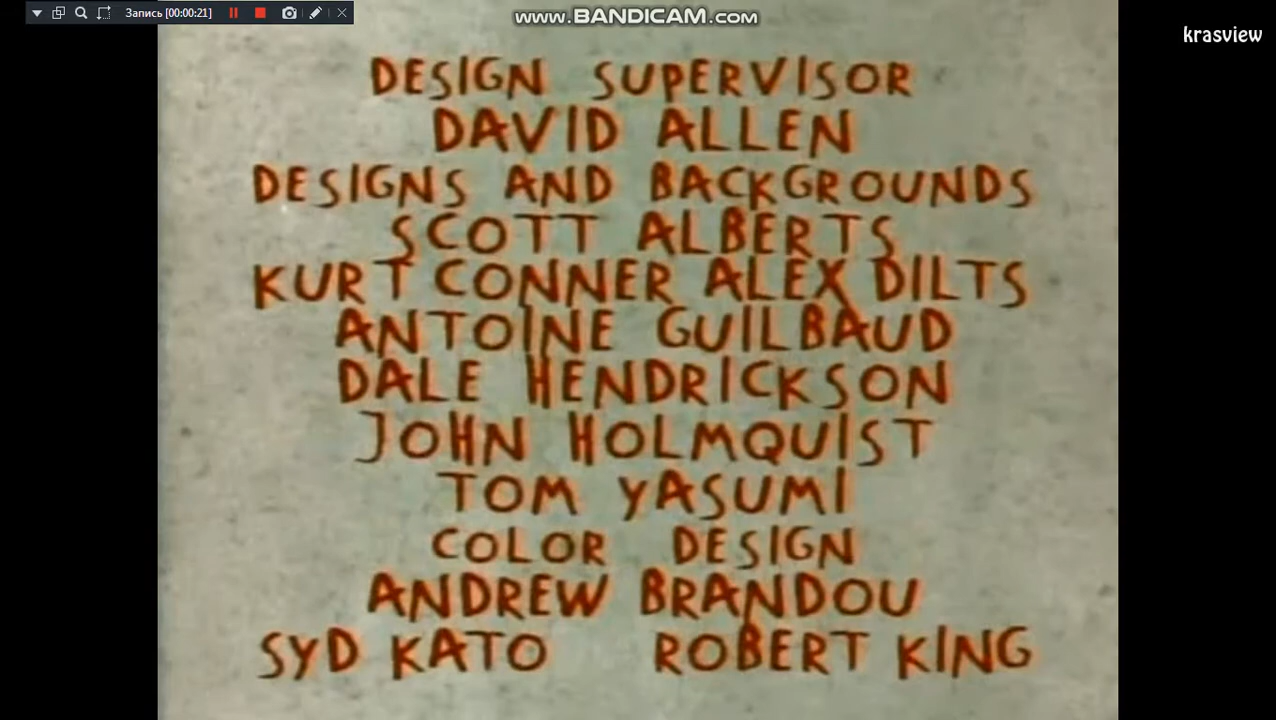 Запись [00:00:21]
www.BANDICAM.com
krasview
DESIGN SUPERVISOR
DAVID ALLEN
DESIGNS AND BACKGROUNDS
SCOTT ALBERTS
KURT CONNER ALEX DILTS
ANTOINE GUILBAUD
DALE HENDRICKSON
JOHN HOLMQUIST
TOM YASUMI
COLOR DESIGN
ANDREW BRANDOU
SYD KATO ROBERT KING